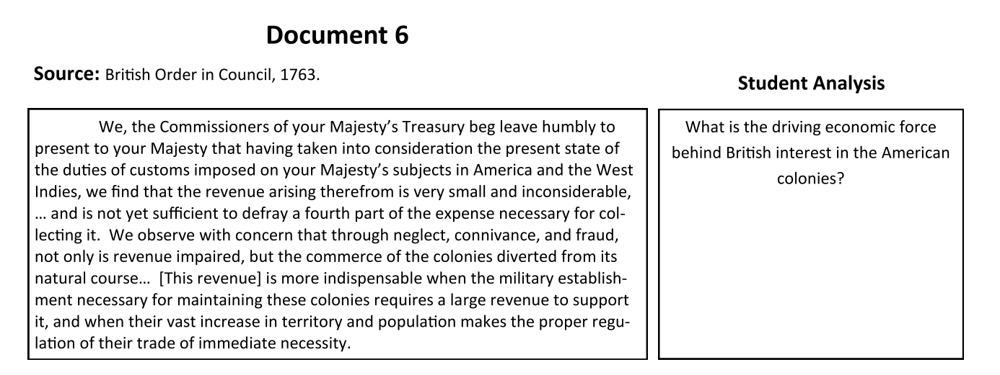 Document 6
Source: British Order in Council, 1763.
We, the Commissioners of your Majesty’s Treasury beg leave humbly to
present to your Majesty that having taken into consideration the present state of
the duties of customs imposed on your Majesty’s subjects in America and the West
Indies, we find that the revenue arising therefrom is very small and inconsiderable,
… and is not yet sufficient to defray a fourth part of the expense necessary for col-
lecting it.  We observe with concern that through neglect, connivance, and fraud,
not only is revenue impaired, but the commerce of the colonies diverted from its
natural course…  [This revenue] is more indispensable when the military establish-
ment necessary for maintaining these colonies requires a large revenue to support
it, and when their vast increase in territory and population makes the proper regu-
lation of their trade of immediate necessity.
Student Analysis
What is the driving economic force
behind British interest in the American
colonies?